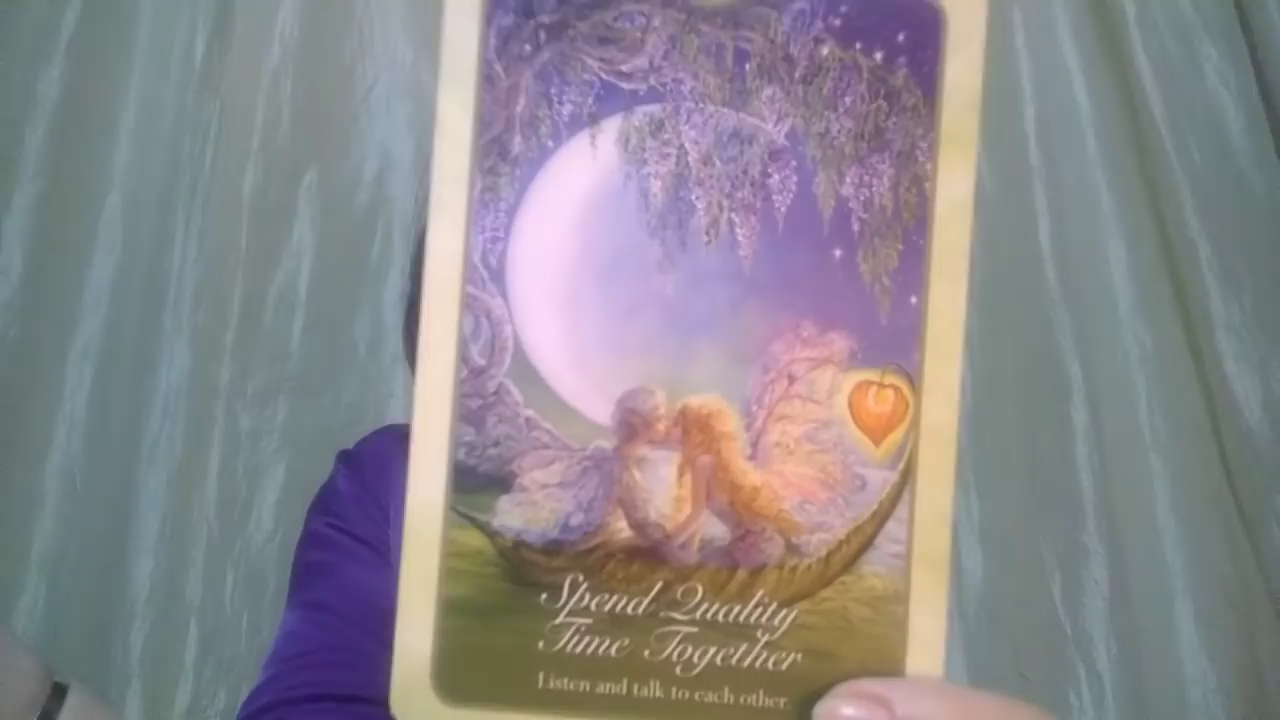 Spend Quality
Time Together
Listen and talk to each other.